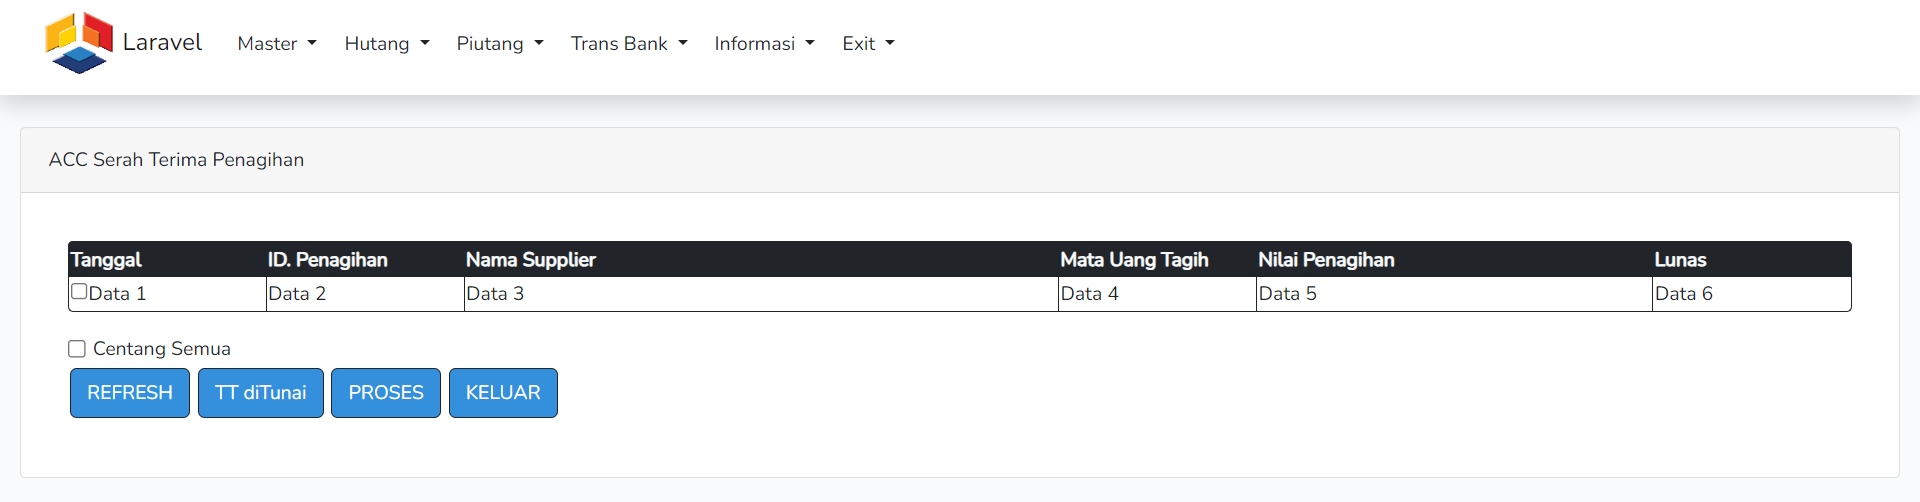 Laravel Master Hutang Piutang Trans Bank Informasi Exit
ACC Serah Terima Penagihan
Tanggal ID. Penagihan Nama Supplier Mata Uang Tagih Nilai Penagihan Lunas
Data 1 Data 2 Data 3 Data 4 Data 5 Data 6
Centang Semua
REFRESH TT diTunai PROSES KELUAR